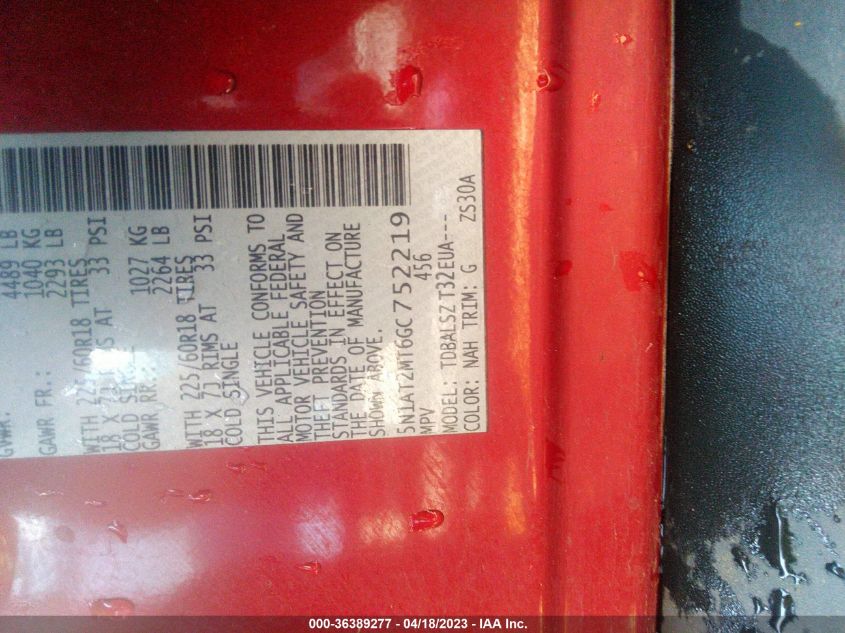 GVWR: 4489 LB
GAWR FR.: 1040 KG
2293 LB
WITH 225/60R18 TIRES
18 X 7J RIMS AT 33 PSI
COLD SINGLE
GAWR RR.: 1027 KG
2264 LB
WITH 225/60R18 TIRES
18 X 7J RIMS AT 33 PSI
COLD SINGLE
THIS VEHICLE CONFORMS TO
ALL APPLICABLE FEDERAL
MOTOR VEHICLE SAFETY AND
THEFT PREVENTION
STANDARDS IN EFFECT ON
THE DATE OF MANUFACTURE
SHOWN ABOVE.
5N1AT2MT6GC752219
MPV 456
MODEL: TDBALSZ T32EUA---
COLOR: NAH TRIM: G ZS30A
000-36389277 - 04/18/2023 - IAA Inc.